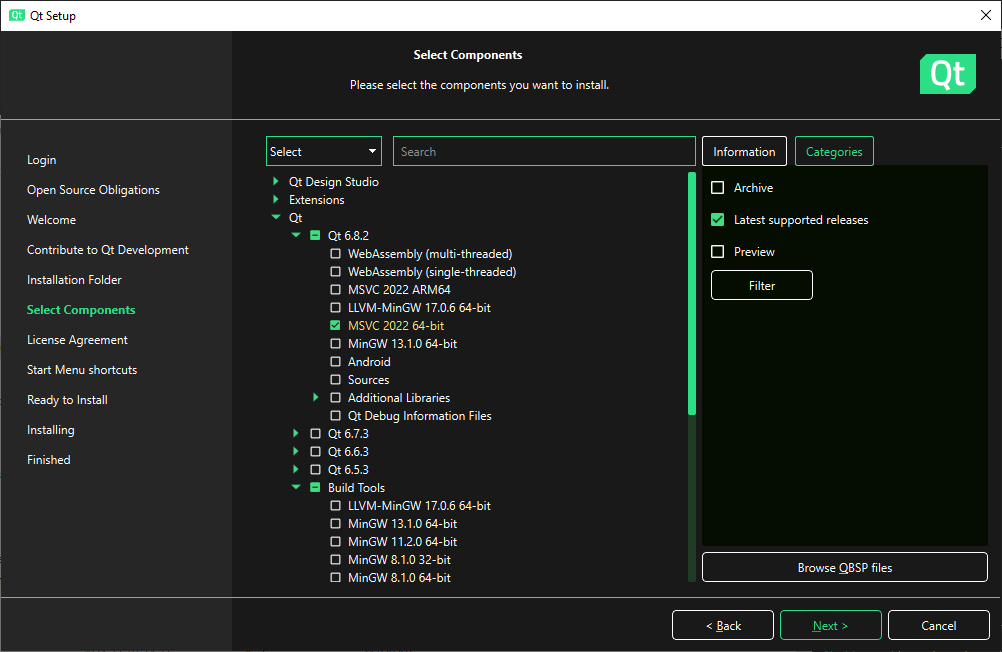 Qt Qt Setup
Select Components
Please select the components you want to install.
Qt
Login
Open Source Obligations
Welcome
Contribute to Qt Development
Installation Folder
Select Components
License Agreement
Start Menu shortcuts
Ready to Install
Installing
Finished
Select
Search
Qt Design Studio
Extensions
Qt
Qt 6.8.2
WebAssembly (multi-threaded)
WebAssembly (single-threaded)
MSVC 2022 ARM64
LLVM-MinGW 17.0.6 64-bit
MSVC 2022 64-bit
MinGW 13.1.0 64-bit
Android
Sources
Additional Libraries
Qt Debug Information Files
Qt 6.7.3
Qt 6.6.3
Qt 6.5.3
Build Tools
LLVM-MinGW 17.0.6 64-bit
MinGW 13.1.0 64-bit
MinGW 11.2.0 64-bit
MinGW 8.1.0 32-bit
MinGW 8.1.0 64-bit
Information
Categories
Archive
Latest supported releases
Preview
Filter
Browse QBSP files
< Back
Next >
Cancel